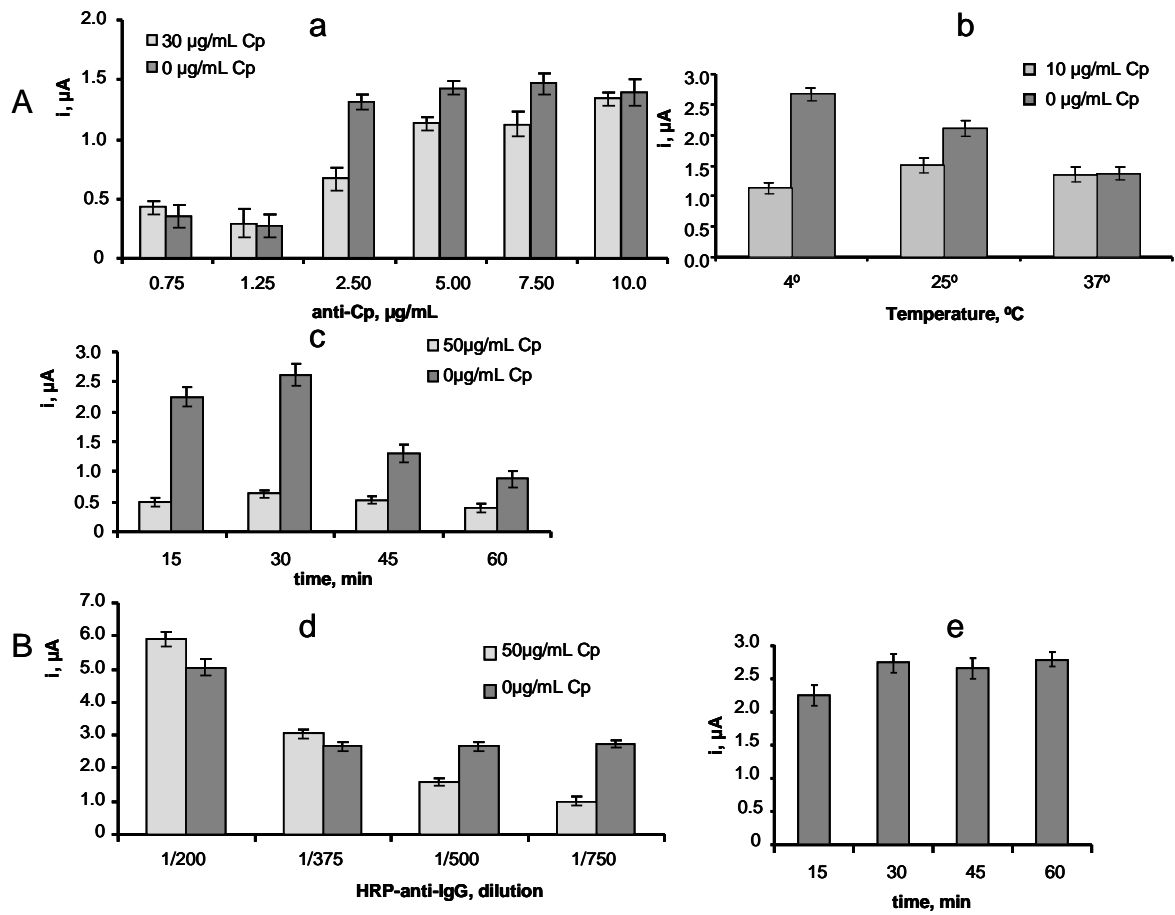 A
a
30 µg/mL Cp
0 µg/mL Cp
i, µA
2.0
1.5
1.0
0.5
0
0.75 1.25 2.50 5.00 7.50 10.0
anti-Cp, µg/mL
b
10 µg/mL Cp
0 µg/mL Cp
i, µA
3.0
2.5
2.0
1.5
1.0
0.5
0.0
4º 25º 37º
Temperature, ºC
c
50µg/mL Cp
0µg/mL Cp
i, µA
3.0
2.5
2.0
1.5
1.0
0.5
0
15 30 45 60
time, min
B
d
50µg/mL Cp
0µg/mL Cp
i, µA
7.0
6.0
5.0
4.0
3.0
2.0
1.0
0
1/200 1/375 1/500 1/750
HRP-anti-IgG, dilution
e
i, µA
3.0
2.5
2.0
1.5
1.0
0.5
0
15 30 45 60
time, min